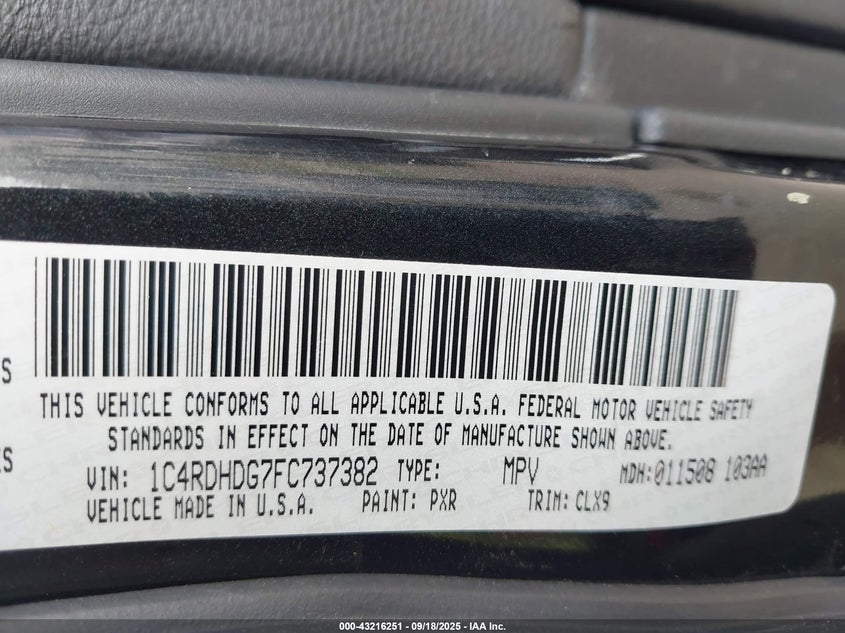 S
THIS VEHICLE CONFORMS TO ALL APPLICABLE U.S.A. FEDERAL MOTOR VEHICLE SAFETY
STANDARDS IN EFFECT ON THE DATE OF MANUFACTURE SHOWN ABOVE.
ES
VIN: 1C4RDHDG7FC737382 TYPE: MPV MDH:011508 103AA
VEHICLE MADE IN U.S.A. PAINT: PXR TRIM: CLX9
000-43216251 - 09/18/2025 - IAA Inc.